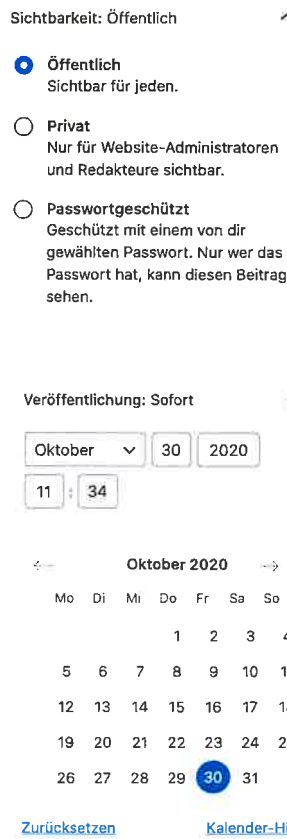 Sichtbarkeit: Öffentlich
Öffentlich
Sichtbar für jeden.
Privat
Nur für Website-Administratoren
und Redakteure sichtbar.
Passwortgeschützt
Geschützt mit einem von dir
gewählten Passwort. Nur wer das
Passwort hat, kann diesen Beitrag
sehen.
Veröffentlichung: Sofort
Oktober 30 2020
11 : 34
← Oktober 2020 →
Mo Di Mi Do Fr Sa So
1 2 3
5 6 7 8 9 10
12 13 14 15 16 17
19 20 21 22 23 24
26 27 28 29 30 31
Zurücksetzen